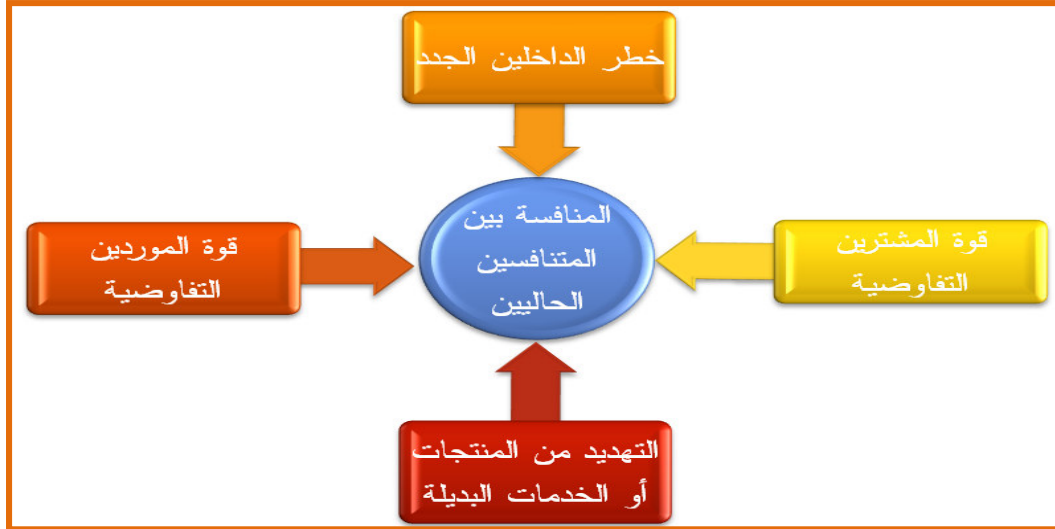 خطر الداخلين الجدد
المنافسة بين
المتنافسين
الحاليين
قوة المشترين
التفاوضية
قوة الموردين
التفاوضية
التهديد من المنتجات
أو الخدمات البديلة